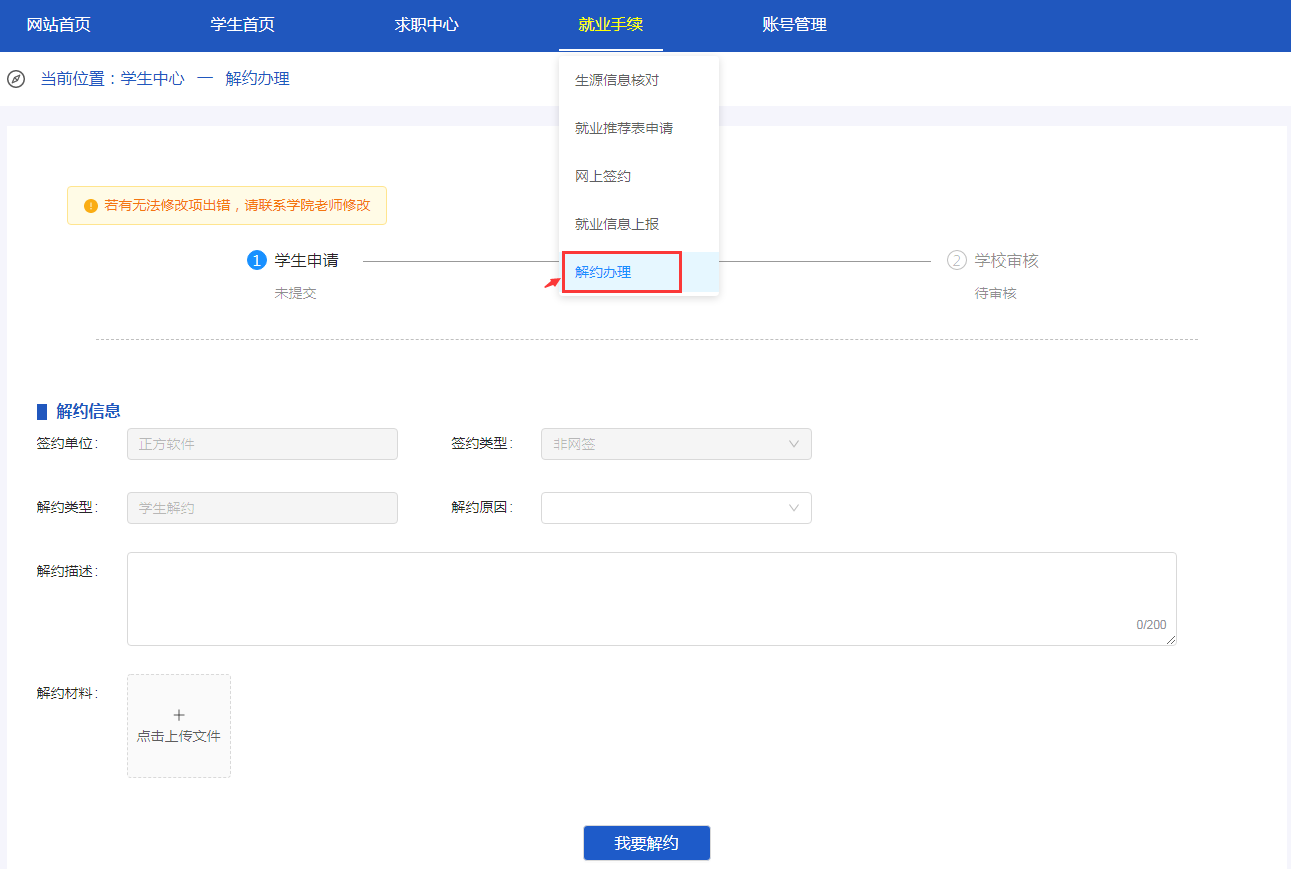 网站首页 学生首页 求职中心 就业手续 账号管理
当前位置：学生中心 一 解约办理
生源信息核对
就业推荐表申请
网上签约
就业信息上报
解约办理
若有无法修改项出错，请联系学院老师修改
1 学生申请
未提交
2 学校审核
待审核
解约信息
签约单位： 正方软件 签约类型： 非网签
解约类型： 学生解约 解约原因：
解约描述：
0/200
解约材料：
+
点击上传文件
我要解约